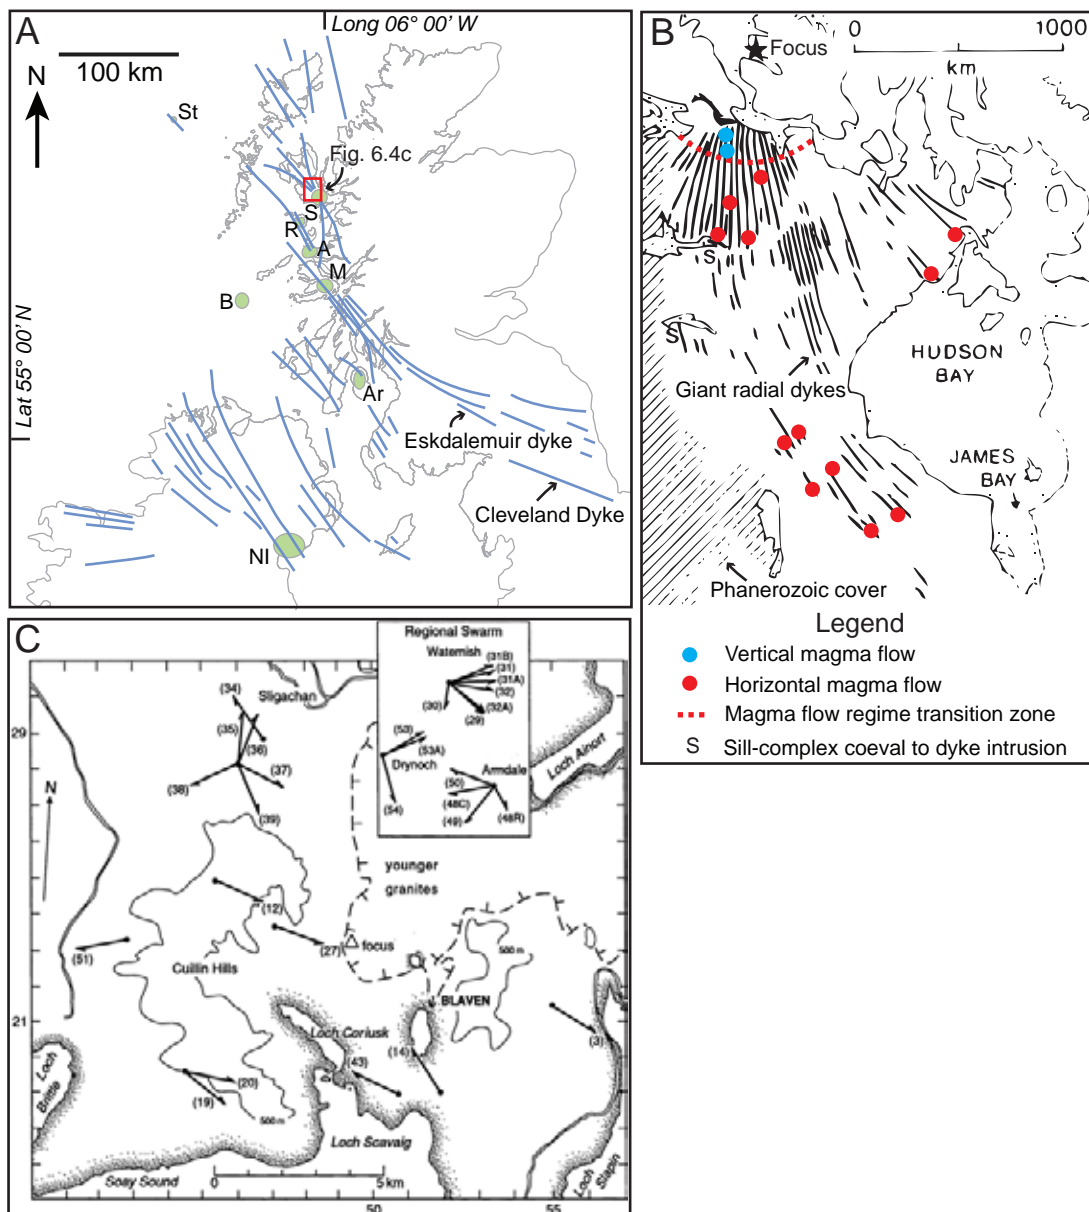 A
Long 06° 00' W
100 km
N
St
Fig. 6.4c
S
R
A
M
B
Lat 55° 00' N
Ar
Eskdalemuir dyke
Cleveland Dyke
NI
B
Focus
0
1000
km
S
S
HUDSON
BAY
Giant radial dykes
JAMES
BAY
Phanerozoic cover
Legend
Vertical magma flow
Horizontal magma flow
Magma flow regime transition zone
S Sill-complex coeval to dyke intrusion
C
Regional Swarm
Waternish
(31B)
(31)
(31A)
(32)
(32A)
(30)
(29)
(53)
(53A)
Drynoch
(54)
Armdale
(50)
(48C)
(49)
(48R)
(34)
Sligachan
(35)
(36)
(37)
(38)
(39)
29
N
Loch Ainort
younger
granites
(12)
(27)
focus
(51)
Cuillin Hills
500 m
BLAVEN
21
Loch Coriusk
(14)
(43)
(3)
Loch
Brittle
(20)
(19)
500 m
Loch Scavaig
Loch
Slapin
Soay Sound
0
5
km
50
55